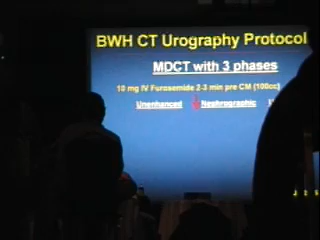 BWH CT Urography Protocol
MDCT with 3 phases
10 mg IV Furosemide 2-3 min pre CM (100cc)
Unenhanced Nephrographic